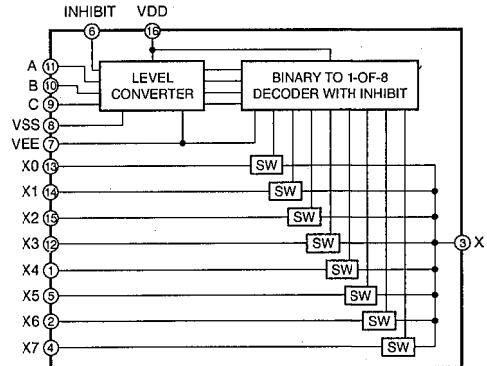 INHIBIT VDD
6 16
A 11
B 10
C 9
VSS 8
VEE 7
LEVEL CONVERTER
BINARY TO 1-OF-8 DECODER WITH INHIBIT
X0 13 SW
X1 14 SW
X2 15 SW
X3 12 SW 3 X
X4 1 SW
X5 5 SW
X6 2 SW
X7 4 SW